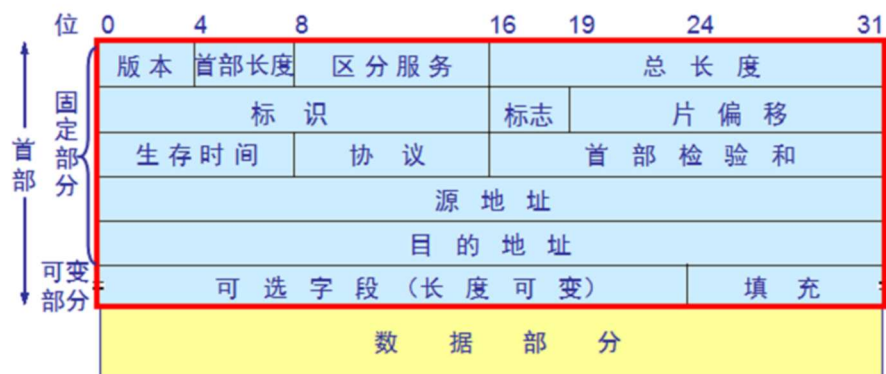 位 0 4 8 16 19 24 31
版本 首部长度 区分服务 总长度
标识 标志 片偏移
生存时间 协议 首部检验和
源地址
目的地址
可选字段（长度可变） 填充
数据部分
首部
固定部分
可变部分